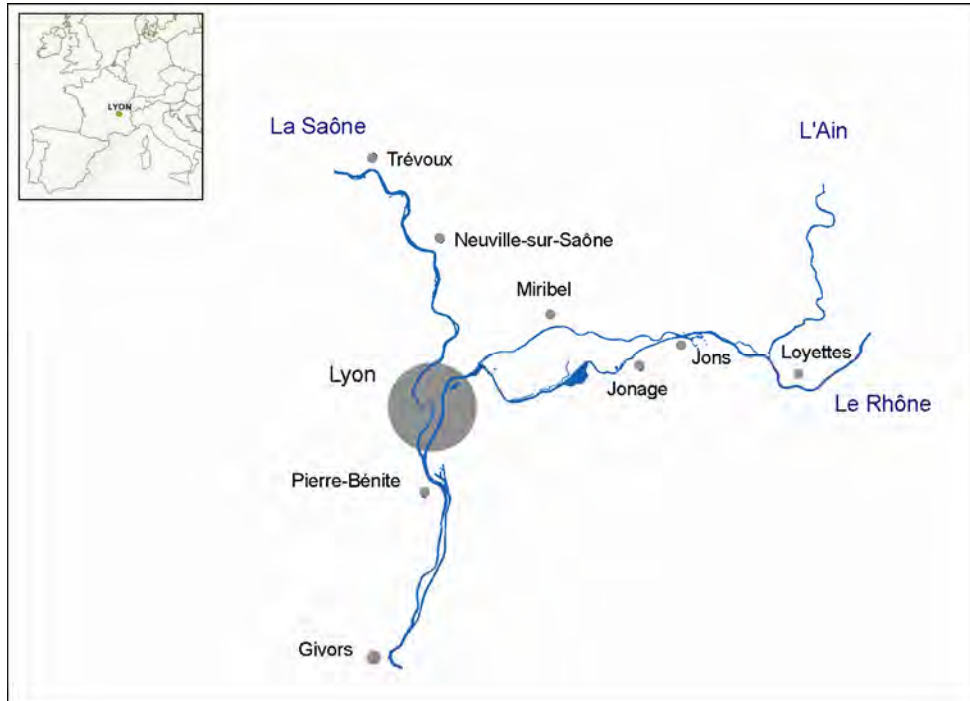 LYON
La Saône
L'Ain
Trévoux
Neuville-sur-Saône
Miribel
Jons
Loyettes
Lyon
Jonage
Le Rhône
Pierre-Bénite
Givors